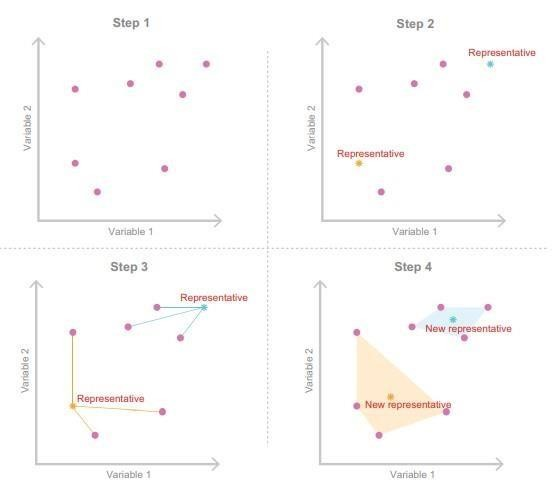 Step 1
Variable 2
Variable 1
Step 2
Representative
Representative
Variable 2
Variable 1
Step 3
Representative
Representative
Variable 2
Variable 1
Step 4
New representative
New representative
Variable 2
Variable 1